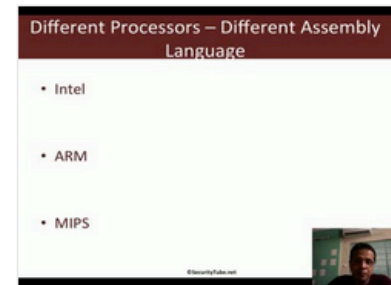 Different Processors – Different Assembly
Language
• Intel
• ARM
• MIPS
©SecurityTube.net